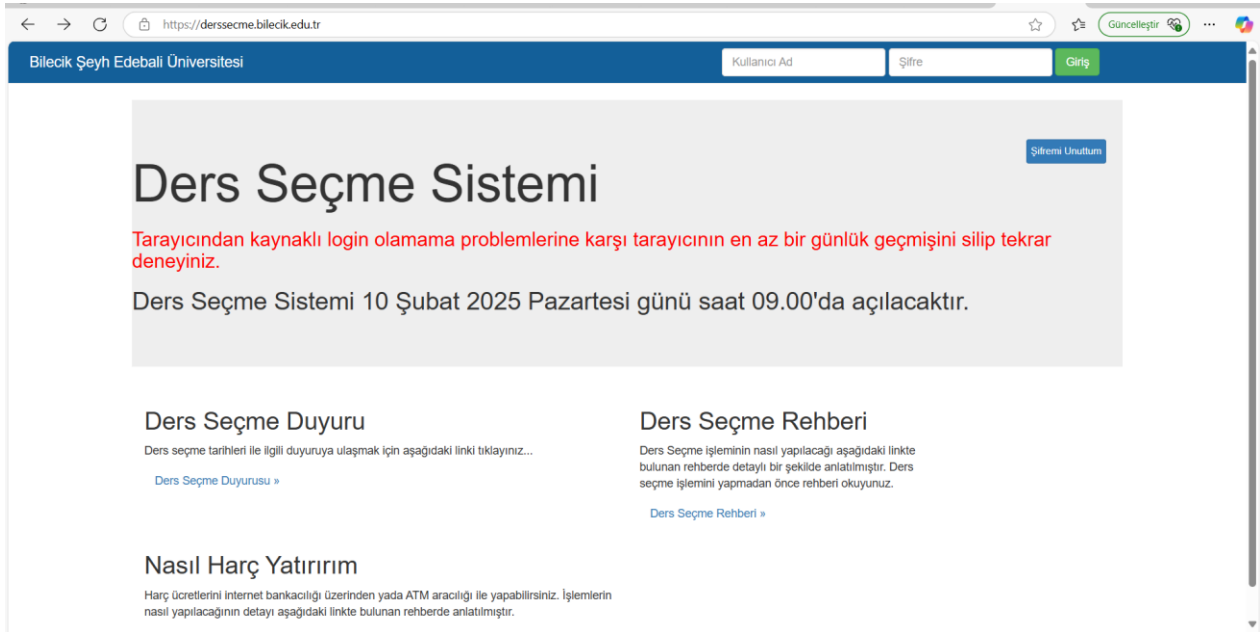 https://derssecme.bilecik.edu.tr
Güncelleştir
Bilecik Şeyh Edebali Üniversitesi
Kullanıcı Ad
Şifre
Giriş
Şifremi Unuttum
Ders Seçme Sistemi
Tarayıcından kaynaklı login olamama problemlerine karşı tarayıcının en az bir günlük geçmişini silip tekrar
deneyiniz.
Ders Seçme Sistemi 10 Şubat 2025 Pazartesi günü saat 09.00'da açılacaktır.
Ders Seçme Duyuru
Ders seçme tarihleri ile ilgili duyuruya ulaşmak için aşağıdaki linki tıklayınız...
Ders Seçme Duyurusu »
Ders Seçme Rehberi
Ders Seçme işleminin nasıl yapılacağı aşağıdaki linkte
bulunan rehberde detaylı bir şekilde anlatılmıştır. Ders
seçme işlemini yapmadan önce rehberi okuyunuz.
Ders Seçme Rehberi »
Nasıl Harç Yatırırım
Harç ücretlerini internet bankacılığı üzerinden yada ATM aracılığı ile yapabilirsiniz. İşlemlerin
nasıl yapılacağının detayı aşağıdaki linkte bulunan rehberde anlatılmıştır.